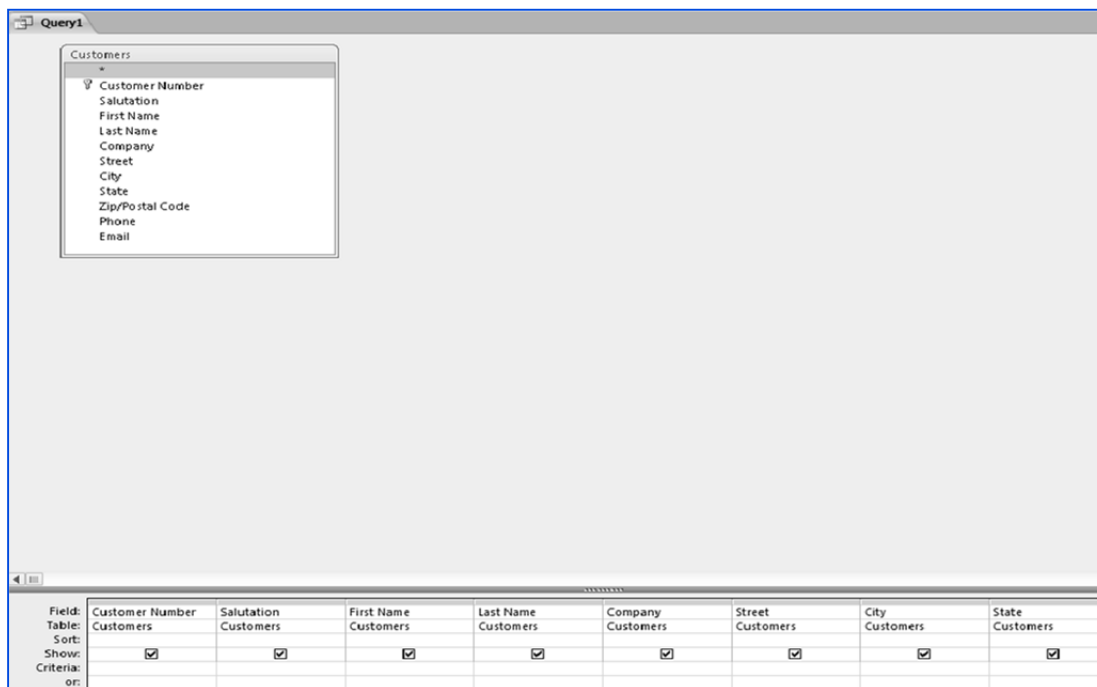 Query1
Customers
*
Customer Number
Salutation
First Name
Last Name
Company
Street
City
State
Zip/Postal Code
Phone
Email
Field: Customer Number Salutation First Name Last Name Company Street City State
Table: Customers Customers Customers Customers Customers Customers Customers Customers
Sort:
Show:
Criteria:
or: